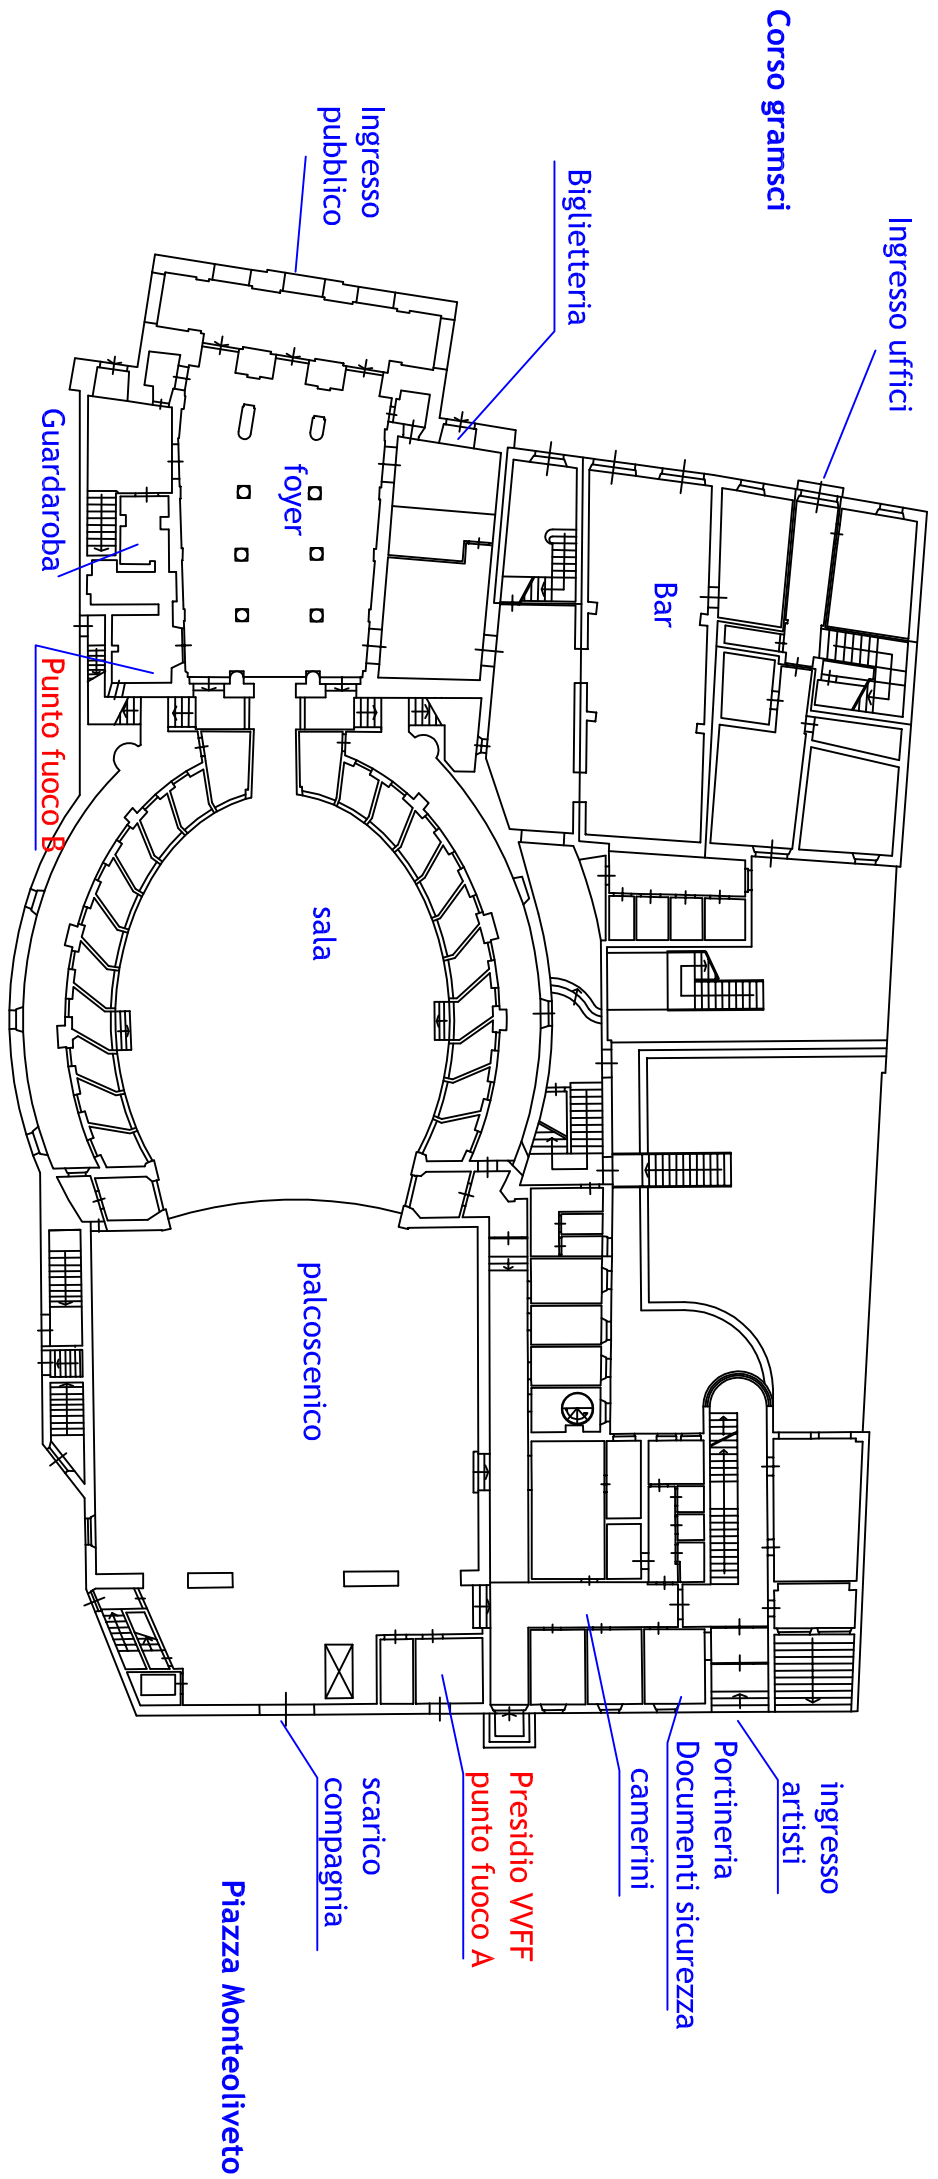 Corso gramsci
Ingresso
pubblico
Biglietteria
Ingresso uffici
Guardaroba
foyer
Bar
Punto fuoco B
sala
palcoscenico
ingresso
artisti
Portineria
Documenti sicurezza
camerini
Presidio VVFF
punto fuoco A
scarico
compagnia
Piazza Monteoliveto